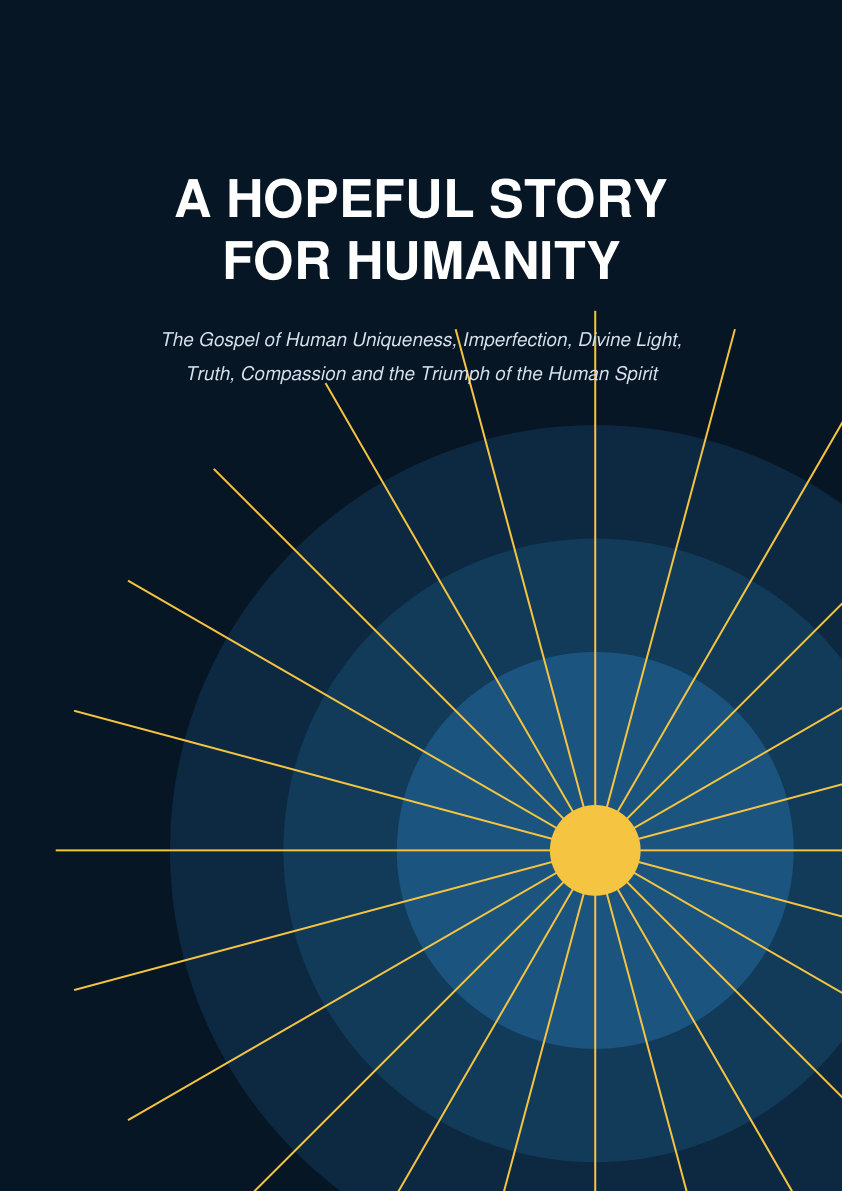 A HOPEFUL STORY
FOR HUMANITY
The Gospel of Human Uniqueness, Imperfection, Divine Light,
Truth, Compassion and the Triumph of the Human Spirit